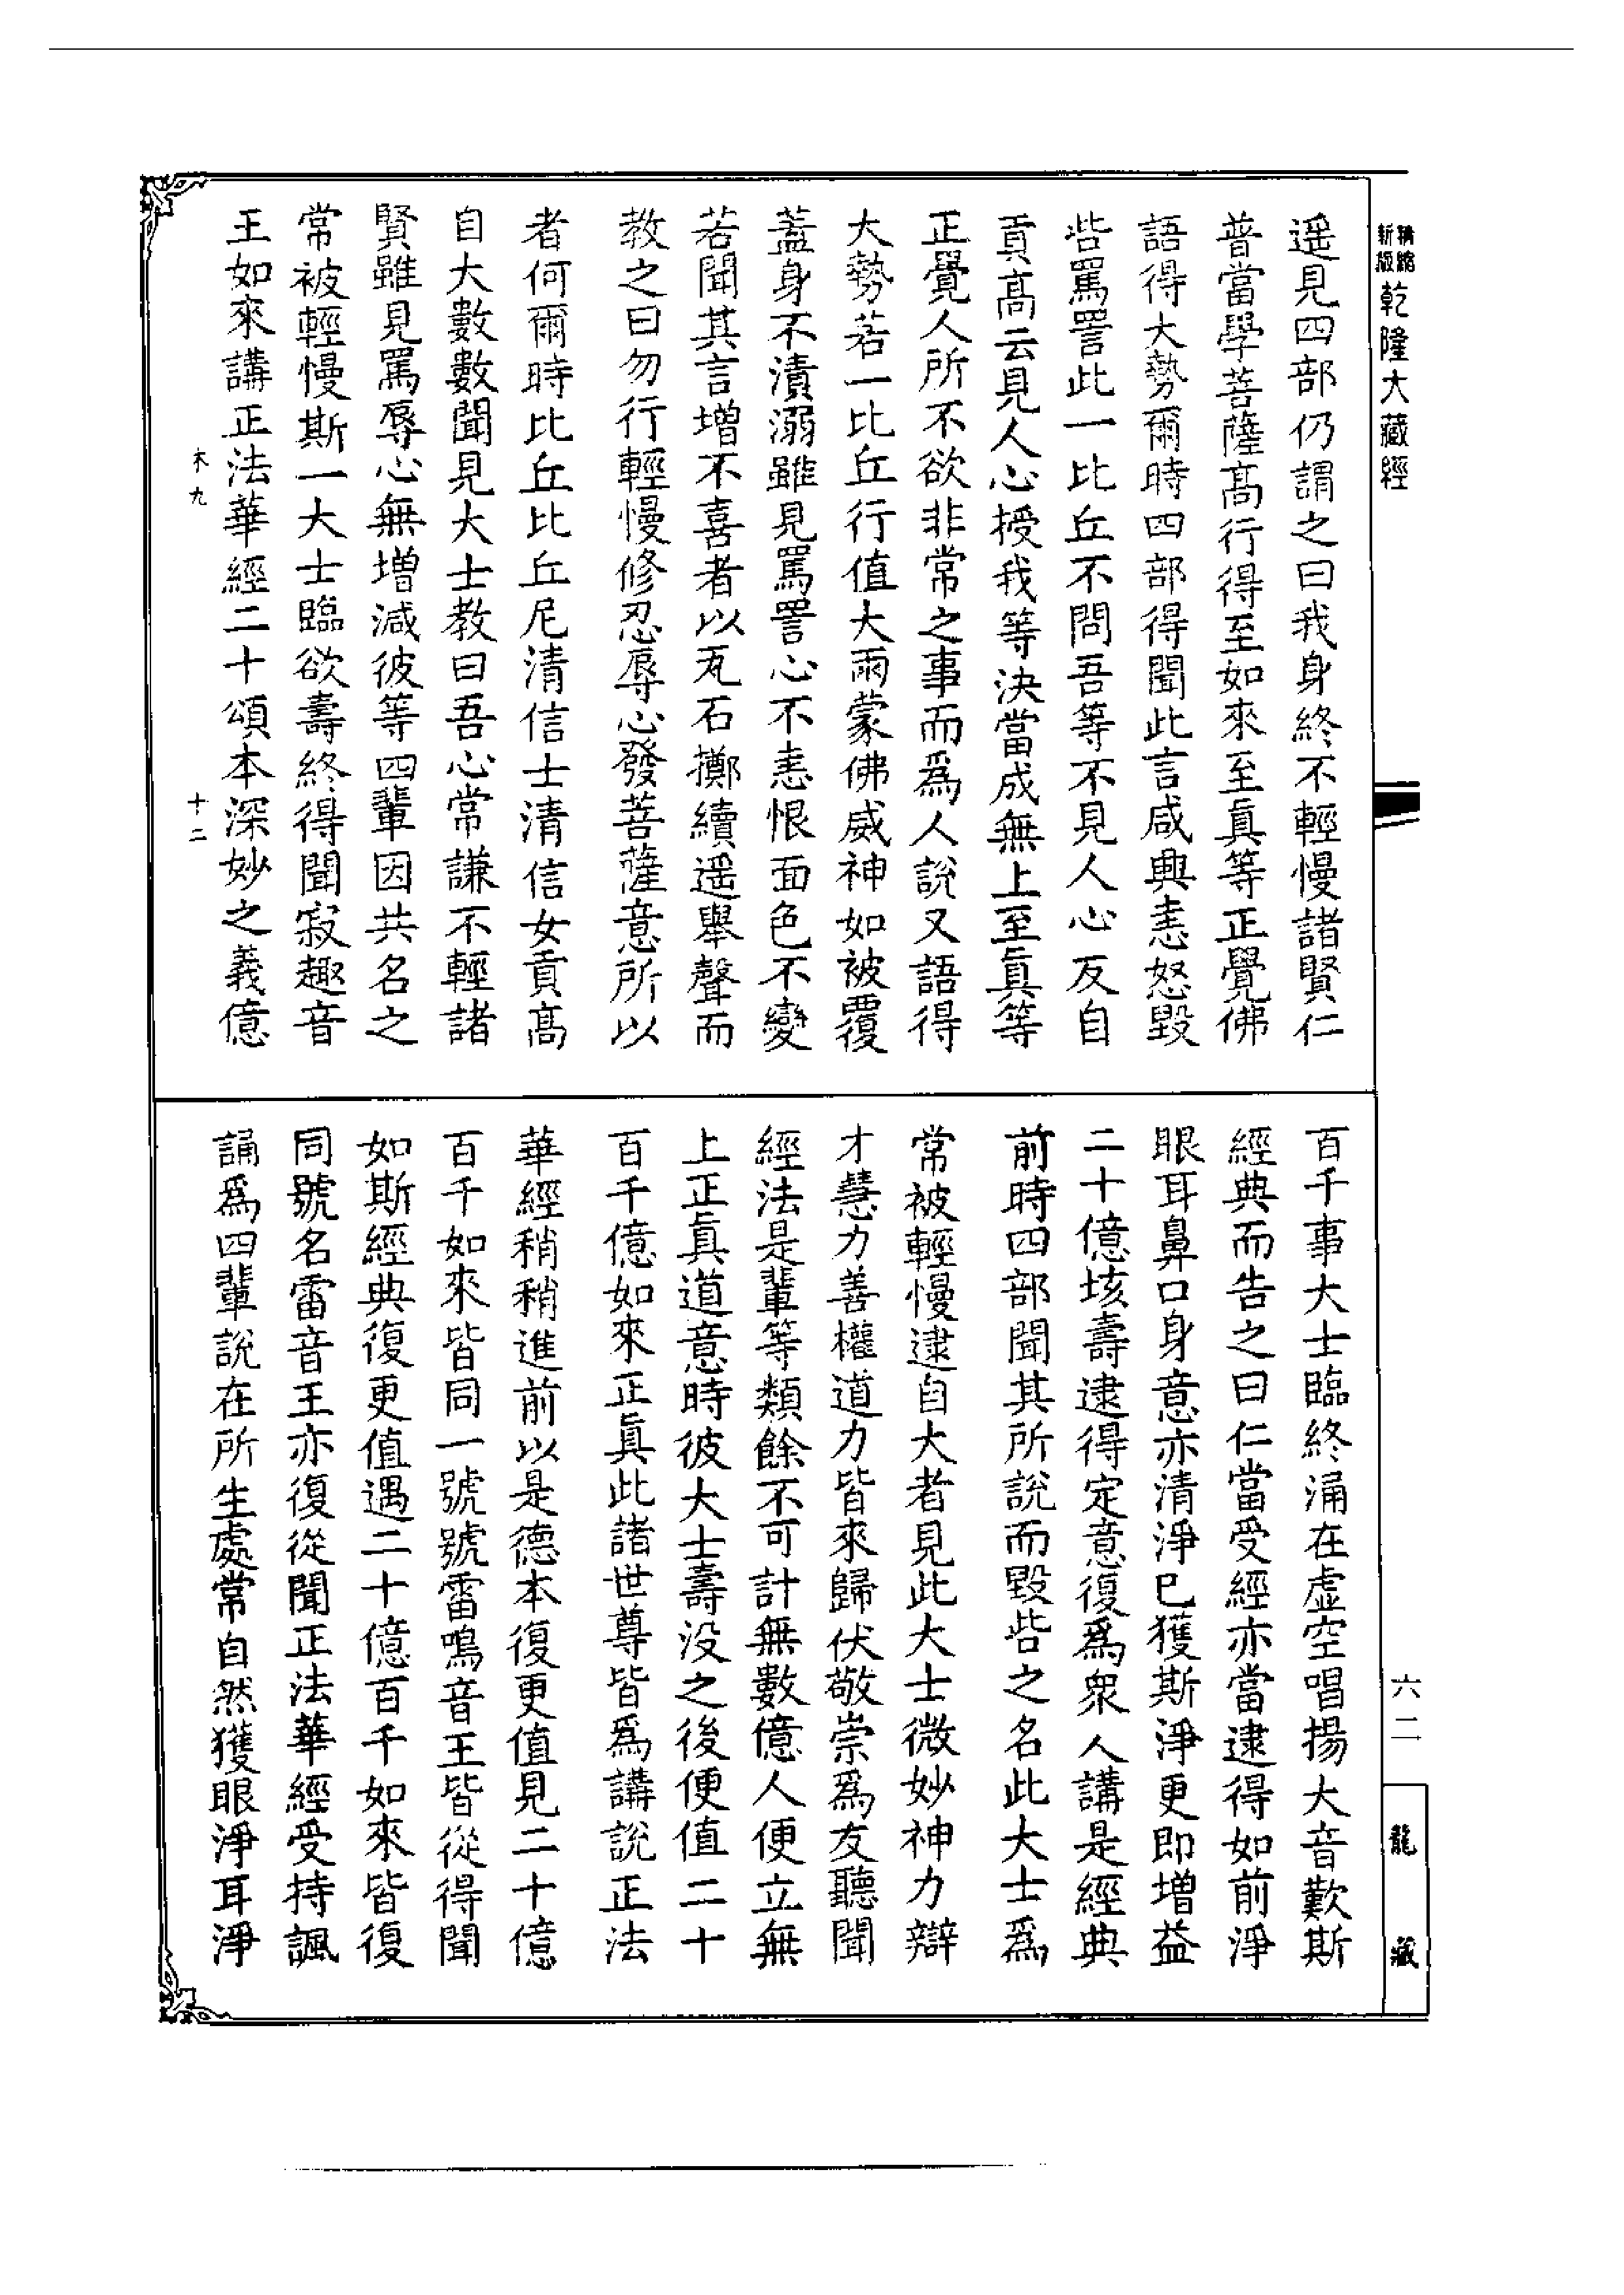 精縮
新版
乾隆大藏經
遥見四部仍謂之曰我身終不輕慢諸賢仁
普當學菩薩髙行得至如來至真等正覺佛
語得大勢爾時四部得聞此言咸興恚怒毀
呰罵詈此一比丘不問吾等不見人心反自
貢髙云見人心授我等決當成無上至真等
正覺人所不欲非常之事而爲人說又語得
大勢若一比丘行值大雨蒙佛威神如被覆
蓋身不漬溺雖見罵詈心不恚恨面色不變
若聞其言增不喜者以瓦石擲續遥舉聲而
教之曰勿行輕慢修忍辱心發菩薩意所以
者何爾時比丘比丘尼清信士清信女貢髙
自大數數聞見大士教曰吾心常謙不輕諸
賢雖見罵辱心無增減彼等四輩因共名之
常被輕慢斯一大士臨欲壽終得聞寂趣音
王如來講正法華經二十頌本深妙之義億
木九
十二
百千事大士臨終涌在虚空唱揚大音歎斯
經典而告之曰仁當受經亦當逮得如前淨
眼耳鼻口身意亦清淨已獲斯淨更即增益
二十億垓壽逮得定意復爲衆人講是經典
前時四部聞其所說而毀呰之名此大士爲
常被輕慢逮自大者見此大士微妙神力辯
才慧力善權道力皆來歸伏敬崇爲友聽聞
經法是輩等類餘不可計無數億人便立無
上正真道意時彼大士壽没之後便值二十
百千億如來正真此諸世尊皆爲講說正法
華經稍稍進前以是德本復更值見二十億
百千如來皆同一號號雷鳴音王皆從得聞
如斯經典復更值遇二十億百千如來皆復
同號名雷音王亦復從聞正法華經受持諷
誦爲四輩說在所生處常自然獲眼淨耳淨
六二
龍藏